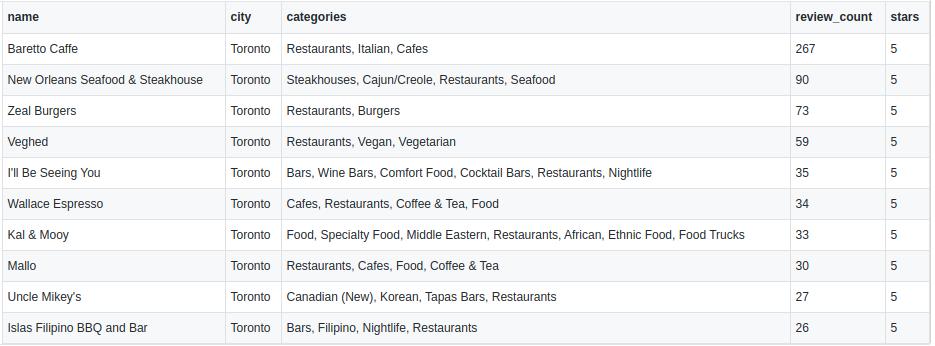 name city categories review_count stars
Baretto Caffe Toronto Restaurants, Italian, Cafes 267 5
New Orleans Seafood & Steakhouse Toronto Steakhouses, Cajun/Creole, Restaurants, Seafood 90 5
Zeal Burgers Toronto Restaurants, Burgers 73 5
Veghed Toronto Restaurants, Vegan, Vegetarian 59 5
I'll Be Seeing You Toronto Bars, Wine Bars, Comfort Food, Cocktail Bars, Restaurants, Nightlife 35 5
Wallace Espresso Toronto Cafes, Restaurants, Coffee & Tea, Food 34 5
Kal & Mooy Toronto Food, Specialty Food, Middle Eastern, Restaurants, African, Ethnic Food, Food Trucks 33 5
Mallo Toronto Restaurants, Cafes, Food, Coffee & Tea 30 5
Uncle Mikey's Toronto Canadian (New), Korean, Tapas Bars, Restaurants 27 5
Islas Filipino BBQ and Bar Toronto Bars, Filipino, Nightlife, Restaurants 26 5